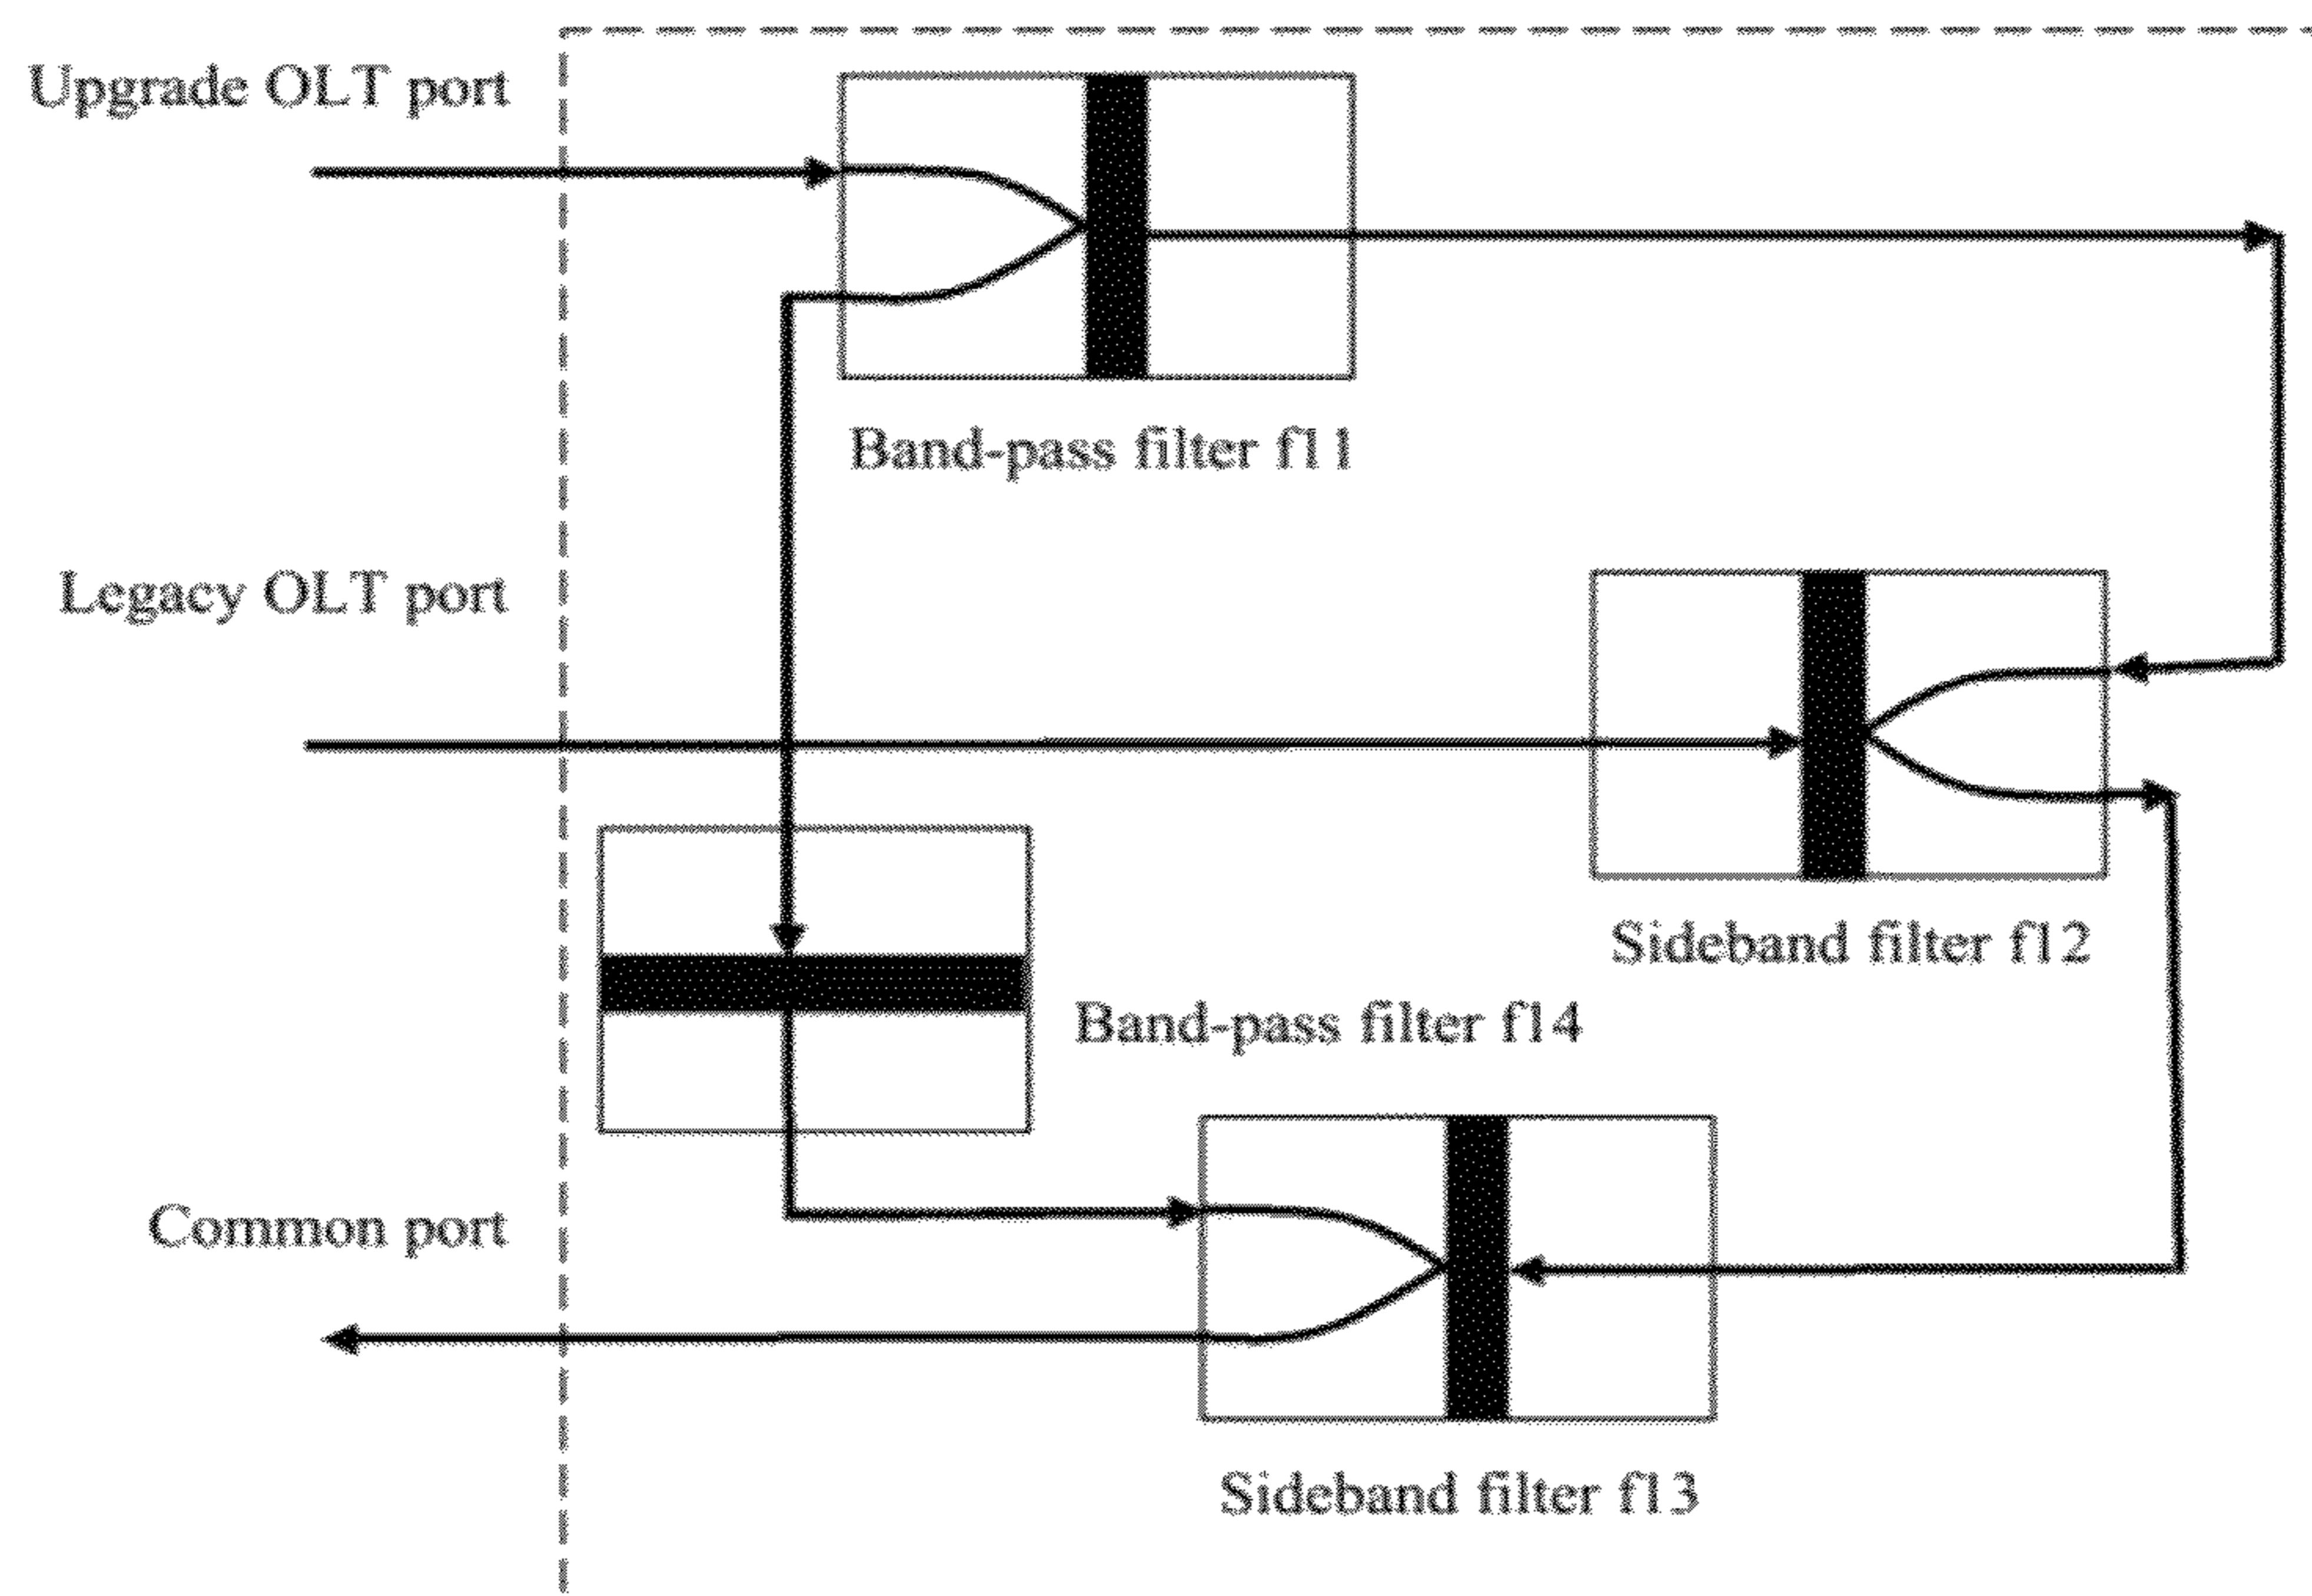 Upgrade OLT port
Band-pass filter f11
Legacy OLT port
Sideband filter f12
Band-pass filter f14
Common port
Sideband filter f13